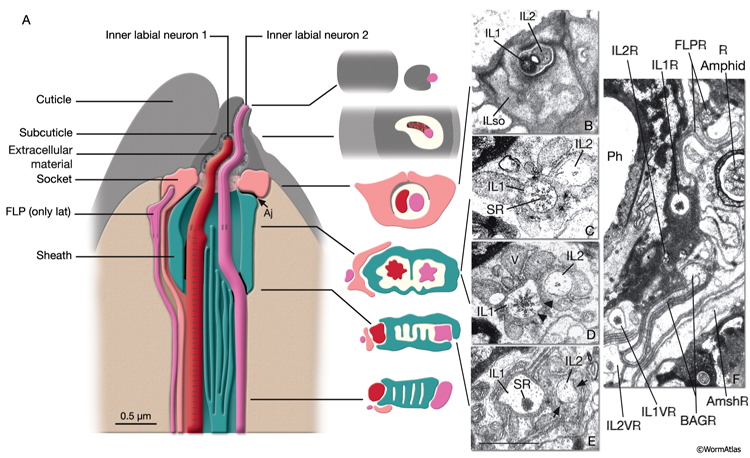 A
Inner labial neuron 1
Inner labial neuron 2
Cuticle
Subcuticle
Extracellular
material
Socket
FLP (only lat)
Aj
Sheath
0.5 µm
IL2
IL1
ILso
B
IL2
IL1
SR
C
V
IL2
IL1
D
IL1
SR
IL2
E
IL2R
IL1R
FLPR
R
Amphid
Ph
F
IL2VR
IL1VR
BAGR
AmshR
©WormAtlas